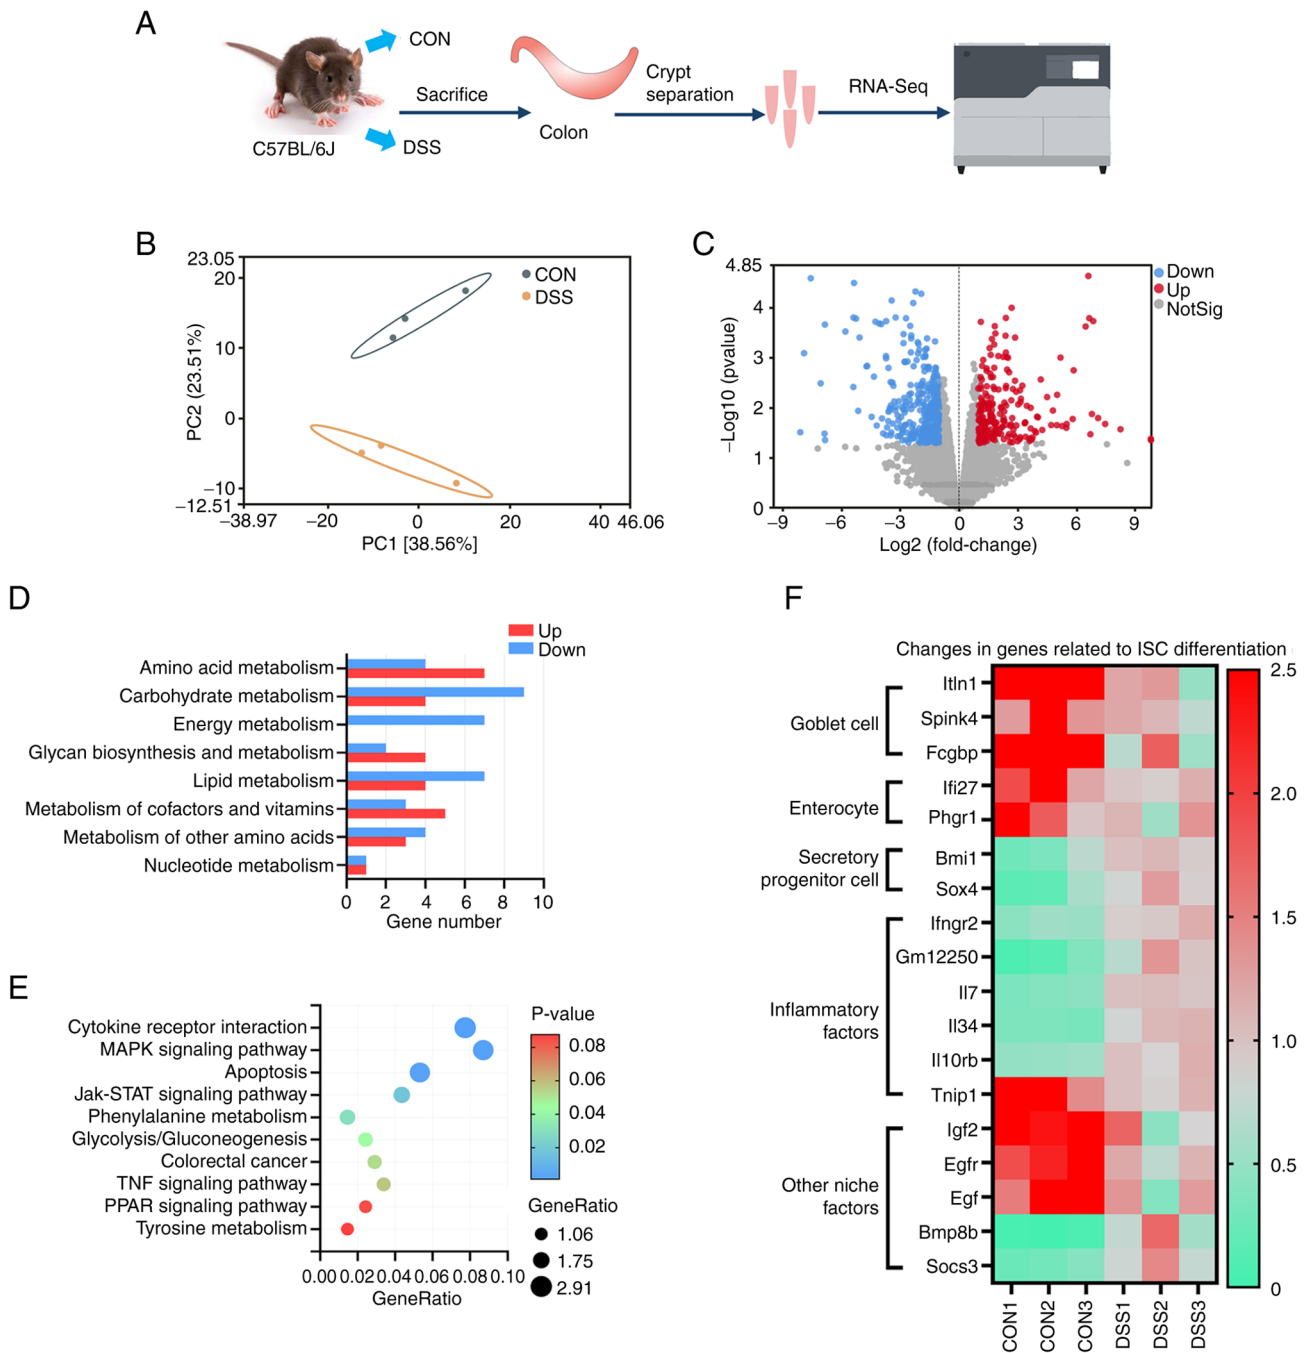 A
CON
Sacrifice
C57BL/6J
DSS
Colon
Crypt
separation
RNA-Seq
B
23.05
20
10
0
−10
−12.51
PC2 (23.51%)
−38.97
−20
0
20
40
46.06
PC1 [38.56%]
CON
DSS
C
4.85
4
3
2
1
0
−Log10 (pvalue)
−9
−6
−3
0
3
6
9
Log2 (fold-change)
Down
Up
NotSig
D
Up
Down
Amino acid metabolism
Carbohydrate metabolism
Energy metabolism
Glycan biosynthesis and metabolism
Lipid metabolism
Metabolism of cofactors and vitamins
Metabolism of other amino acids
Nucleotide metabolism
0
2
4
6
8
10
Gene number
E
Cytokine receptor interaction
MAPK signaling pathway
Apoptosis
Jak-STAT signaling pathway
Phenylalanine metabolism
Glycolysis/Gluconeogenesis
Colorectal cancer
TNF signaling pathway
PPAR signaling pathway
Tyrosine metabolism
0.00
0.02
0.04
0.06
0.08
0.10
GeneRatio
P-value
0.08
0.06
0.04
0.02
GeneRatio
1.06
1.75
2.91
F
Changes in genes related to ISC differentiation
Goblet cell
Enterocyte
Secretory
progenitor cell
Inflammatory
factors
Other niche
factors
Itln1
Spink4
Fcgbp
Ifi27
Phgr1
Bmi1
Sox4
Ifngr2
Gm12250
Il7
Il34
Il10rb
Tnip1
Igf2
Egfr
Egf
Bmp8b
Socs3
CON1
CON2
CON3
DSS1
DSS2
DSS3
2.5
2.0
1.5
1.0
0.5
0